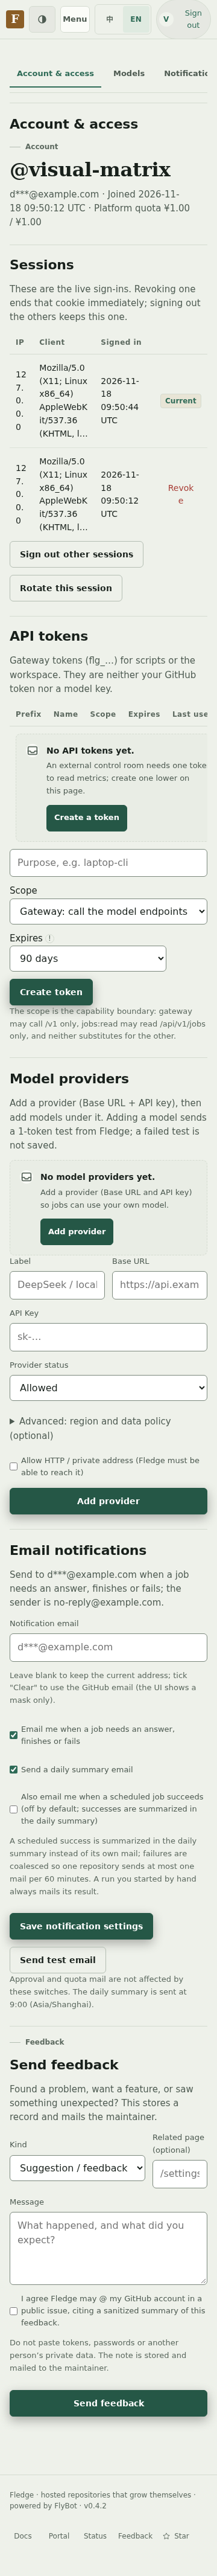 F
Menu
中
EN
V
Sign out
Account & access
Models
Notificatio
Account & access
Account
@visual-matrix
d***@example.com · Joined 2026-11-
18 09:50:12 UTC · Platform quota ¥1.00
/ ¥1.00
Sessions
These are the live sign-ins. Revoking one
ends that cookie immediately; signing out
the others keeps this one.
IP
Client
Signed in
12
7.
0.
0.
0
Mozilla/5.0
(X11; Linux
x86_64)
AppleWebK
it/537.36
(KHTML, l…
2026-11-
18
09:50:44
UTC
Current
12
7.
0.
0.
0
Mozilla/5.0
(X11; Linux
x86_64)
AppleWebK
it/537.36
(KHTML, l…
2026-11-
18
09:50:12
UTC
Revok
e
Sign out other sessions
Rotate this session
API tokens
Gateway tokens (flg_…) for scripts or the
workspace. They are neither your GitHub
token nor a model key.
Prefix
Name
Scope
Expires
Last use
No API tokens yet.
An external control room needs one toke
to read metrics; create one lower on
this page.
Create a token
Purpose, e.g. laptop-cli
Scope
Gateway: call the model endpoints
Expires !
90 days
Create token
The scope is the capability boundary: gateway
may call /v1 only, jobs:read may read /api/v1/jobs
only, and neither substitutes for the other.
Model providers
Add a provider (Base URL + API key), then
add models under it. Adding a model sends
a 1-token test from Fledge; a failed test is
not saved.
No model providers yet.
Add a provider (Base URL and API key)
so jobs can use your own model.
Add provider
Label
Base URL
DeepSeek / local
https://api.exam
API Key
sk-…
Provider status
Allowed
Advanced: region and data policy
(optional)
Allow HTTP / private address (Fledge must be
able to reach it)
Add provider
Email notifications
Send to d***@example.com when a job
needs an answer, finishes or fails; the
sender is no-reply@example.com.
Notification email
d***@example.com
Leave blank to keep the current address; tick
"Clear" to use the GitHub email (the UI shows a
mask only).
Email me when a job needs an answer,
finishes or fails
Send a daily summary email
Also email me when a scheduled job succeeds
(off by default; successes are summarized in
the daily summary)
A scheduled success is summarized in the daily
summary instead of its own mail; failures are
coalesced so one repository sends at most one
mail per 60 minutes. A run you started by hand
always mails its result.
Save notification settings
Send test email
Approval and quota mail are not affected by
these switches. The daily summary is sent at
9:00 (Asia/Shanghai).
Feedback
Send feedback
Found a problem, want a feature, or saw
something unexpected? This stores a
record and mails the maintainer.
Kind
Related page
(optional)
Suggestion / feedback
/settings
Message
What happened, and what did you
expect?
I agree Fledge may @ my GitHub account in a
public issue, citing a sanitized summary of this
feedback.
Do not paste tokens, passwords or another
person's private data. The note is stored and
mailed to the maintainer.
Send feedback
Fledge · hosted repositories that grow themselves ·
powered by FlyBot · v0.4.2
Docs
Portal
Status
Feedback
Star